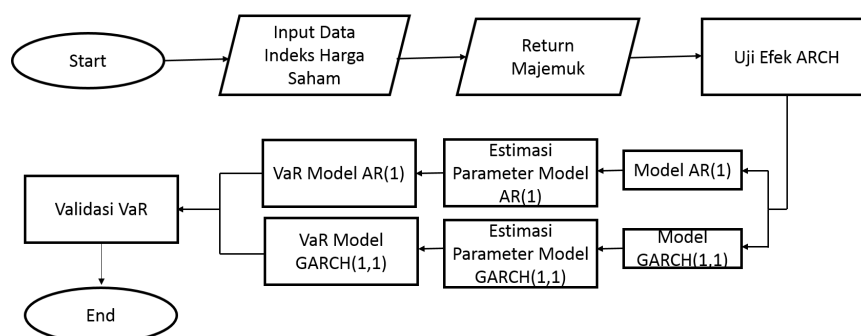 Start
Input Data
Indeks Harga
Saham
Return
Majemuk
Uji Efek ARCH
Model AR(1)
Estimasi
Parameter Model
AR(1)
VaR Model AR(1)
Model
GARCH(1,1)
Estimasi
Parameter Model
GARCH(1,1)
VaR Model
GARCH(1,1)
Validasi VaR
End